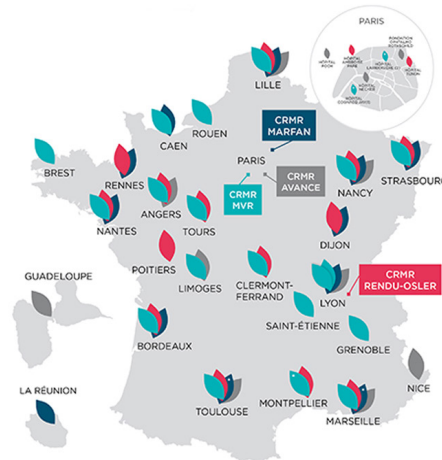 PARIS
LILLE
ROUEN
CAEN
CRMR
MARFAN
PARIS
BREST
RENNES
CRMR
AVANCE
NANCY
STRASBOURG
CRMR
MVR
ANGERS
NANTES
TOURS
DIJON
POITIERS
LIMOGES
CLERMONT-
FERRAND
LYON
CRMR
RENDU-OSLER
GUADELOUPE
SAINT-ÉTIENNE
BORDEAUX
GRENOBLE
LA RÉUNION
NICE
TOULOUSE
MONTPELLIER
MARSEILLE